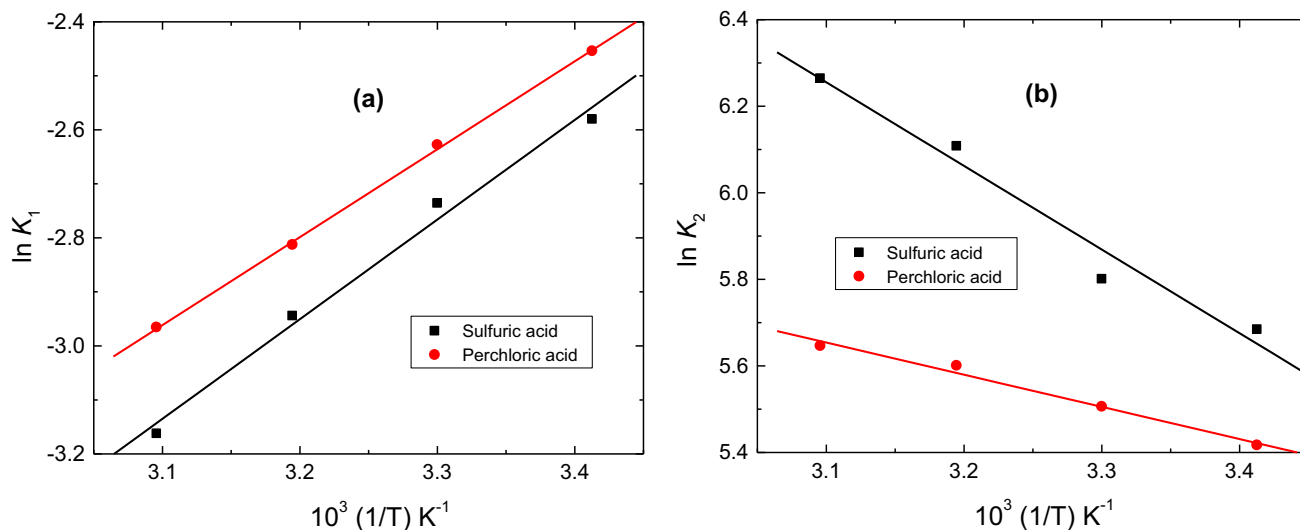 -2.4
-2.6
-2.8
-3.0
-3.2
ln K₁
(a)
Sulfuric acid
Perchloric acid
3.1 3.2 3.3 3.4
10³ (1/T) K⁻¹
6.4
6.2
6.0
5.8
5.6
5.4
ln K₂
(b)
Sulfuric acid
Perchloric acid
3.1 3.2 3.3 3.4
10³ (1/T) K⁻¹